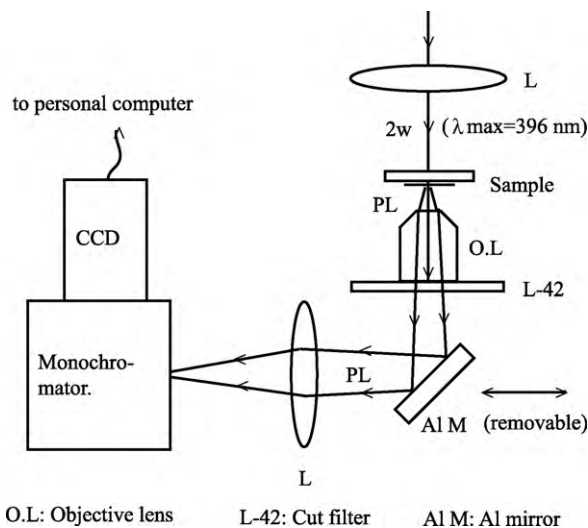 L
to personal computer
2w
(λ max=396 nm)
Sample
PL
CCD
O.L
L-42
Monochro-
mator.
PL
Al M
(removable)
L
O.L: Objective lens
L-42: Cut filter
Al M: Al mirror